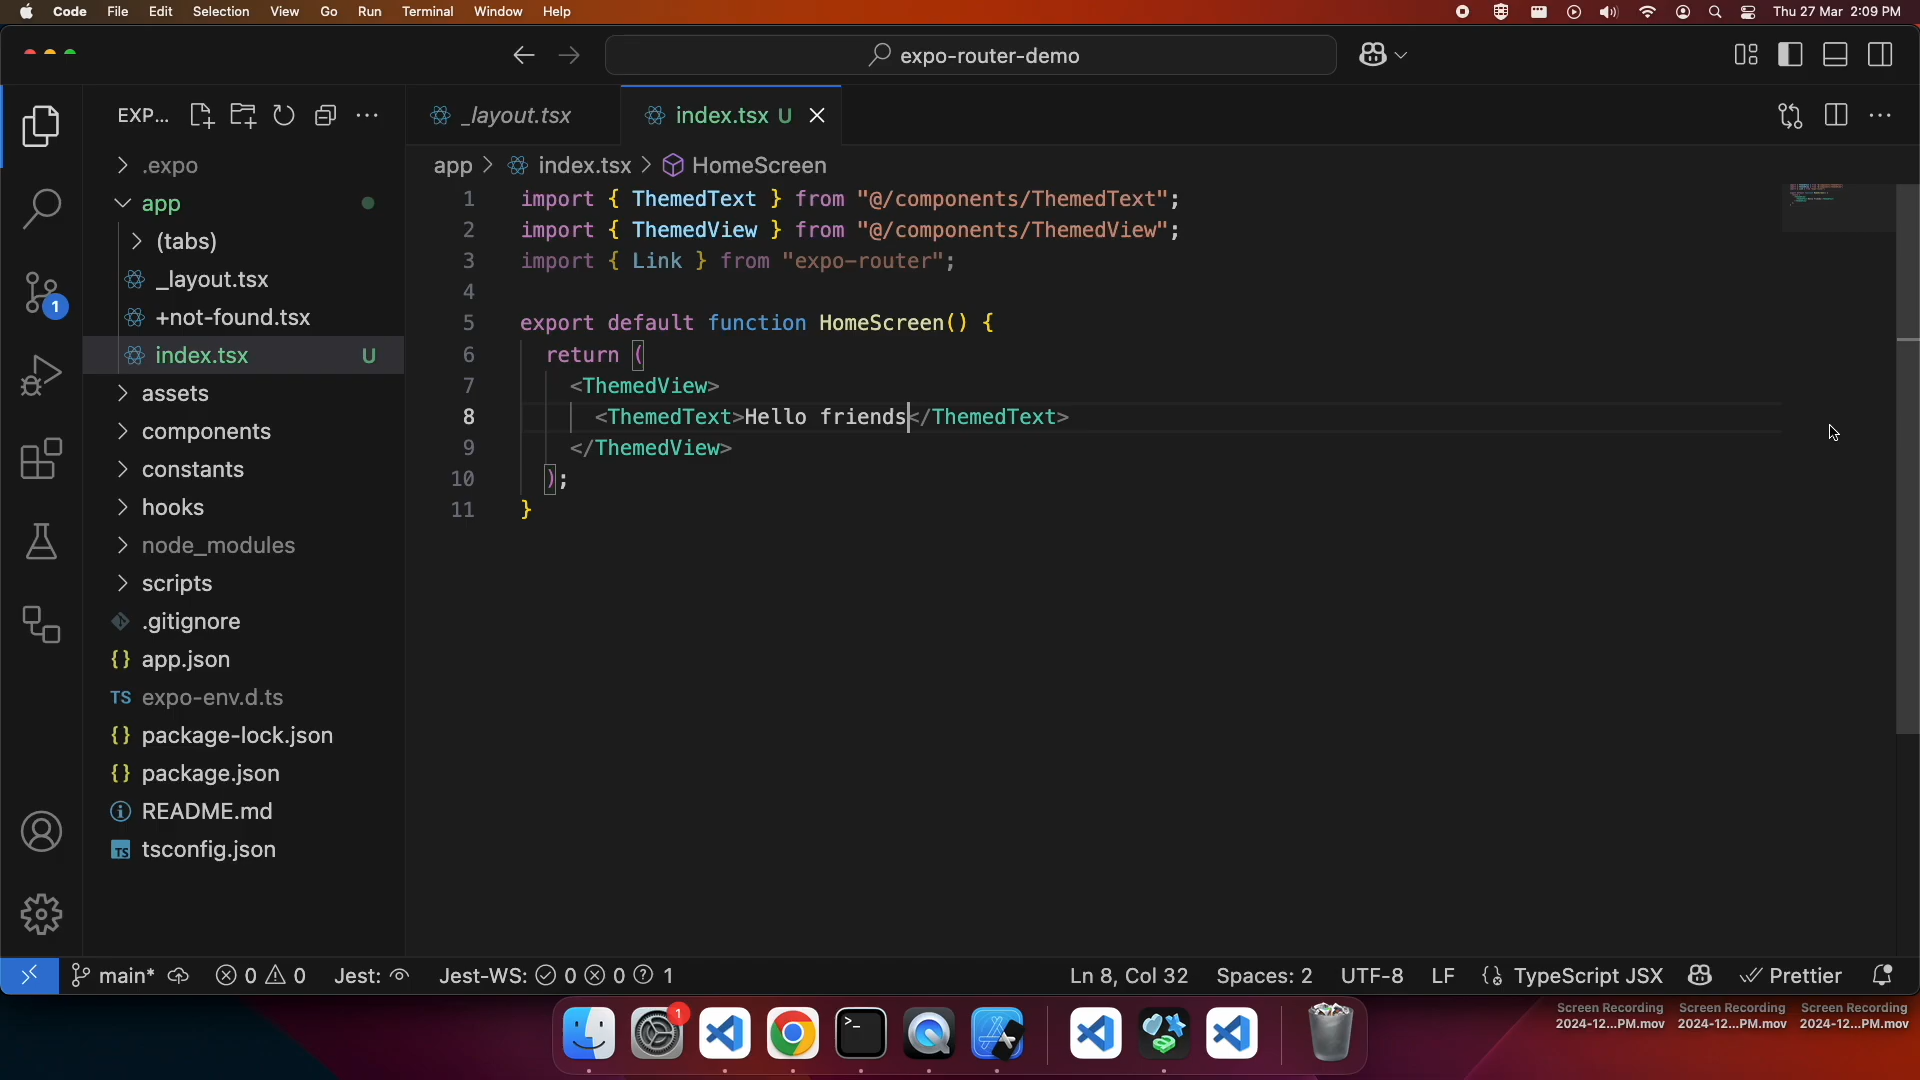 Code File Edit Selection View Go Run Terminal Window Help Thu 27 Mar 2:09 PM
expo-router-demo
EXP... _layout.tsx index.tsx U
app > index.tsx > HomeScreen
.expo
app
(tabs)
_layout.tsx
+not-found.tsx
index.tsx U
assets
components
constants
hooks
node_modules
scripts
.gitignore
{} app.json
TS expo-env.d.ts
{} package-lock.json
{} package.json
README.md
TS tsconfig.json
1
1 import { ThemedText } from "@/components/ThemedText";
2 import { ThemedView } from "@/components/ThemedView";
3 import { Link } from "expo-router";
4
5 export default function HomeScreen() {
6 return (
7 <ThemedView>
8 <ThemedText>Hello friends</ThemedText>
9 </ThemedView>
10 );
11 }
main* 0 0 Jest: Jest-WS: 0 0 1 Ln 8, Col 32 Spaces: 2 UTF-8 LF {} TypeScript JSX Prettier
1
Screen Recording 2024-12...PM.mov
Screen Recording 2024-12...PM.mov
Screen Recording 2024-12...PM.mov